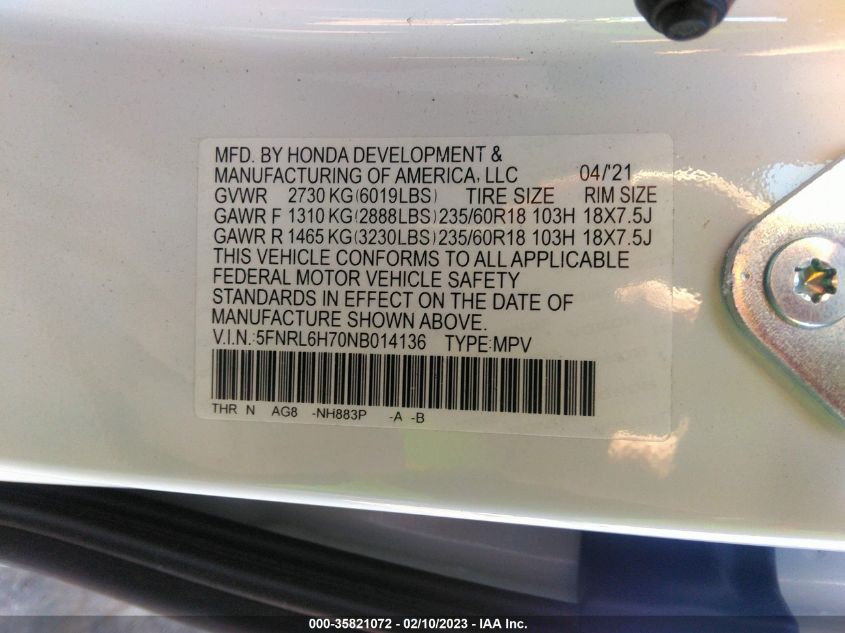 MFD. BY HONDA DEVELOPMENT &
MANUFACTURING OF AMERICA, LLC 04/'21
GVWR 2730 KG (6019LBS) TIRE SIZE RIM SIZE
GAWR F 1310 KG (2888LBS) 235/60R18 103H 18X7.5J
GAWR R 1465 KG (3230LBS) 235/60R18 103H 18X7.5J
THIS VEHICLE CONFORMS TO ALL APPLICABLE
FEDERAL MOTOR VEHICLE SAFETY
STANDARDS IN EFFECT ON THE DATE OF
MANUFACTURE SHOWN ABOVE.
V.I.N.:5FNRL6H70NB014136 TYPE:MPV
THR N AG8 -NH883P -A -B
000-35821072 - 02/10/2023 - IAA Inc.